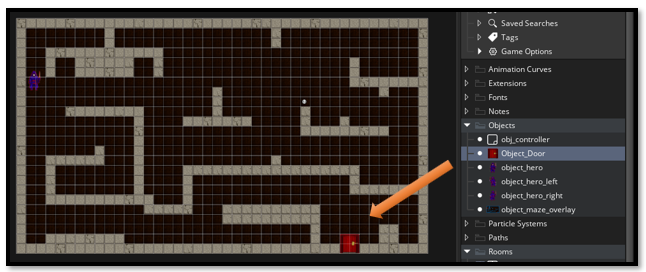 Saved Searches
Tags
Game Options
Animation Curves
Extensions
Fonts
Notes
Objects
obj_controller
Object_Door
object_hero
object_hero_left
object_hero_right
object_maze_overlay
Particle Systems
Paths
Rooms